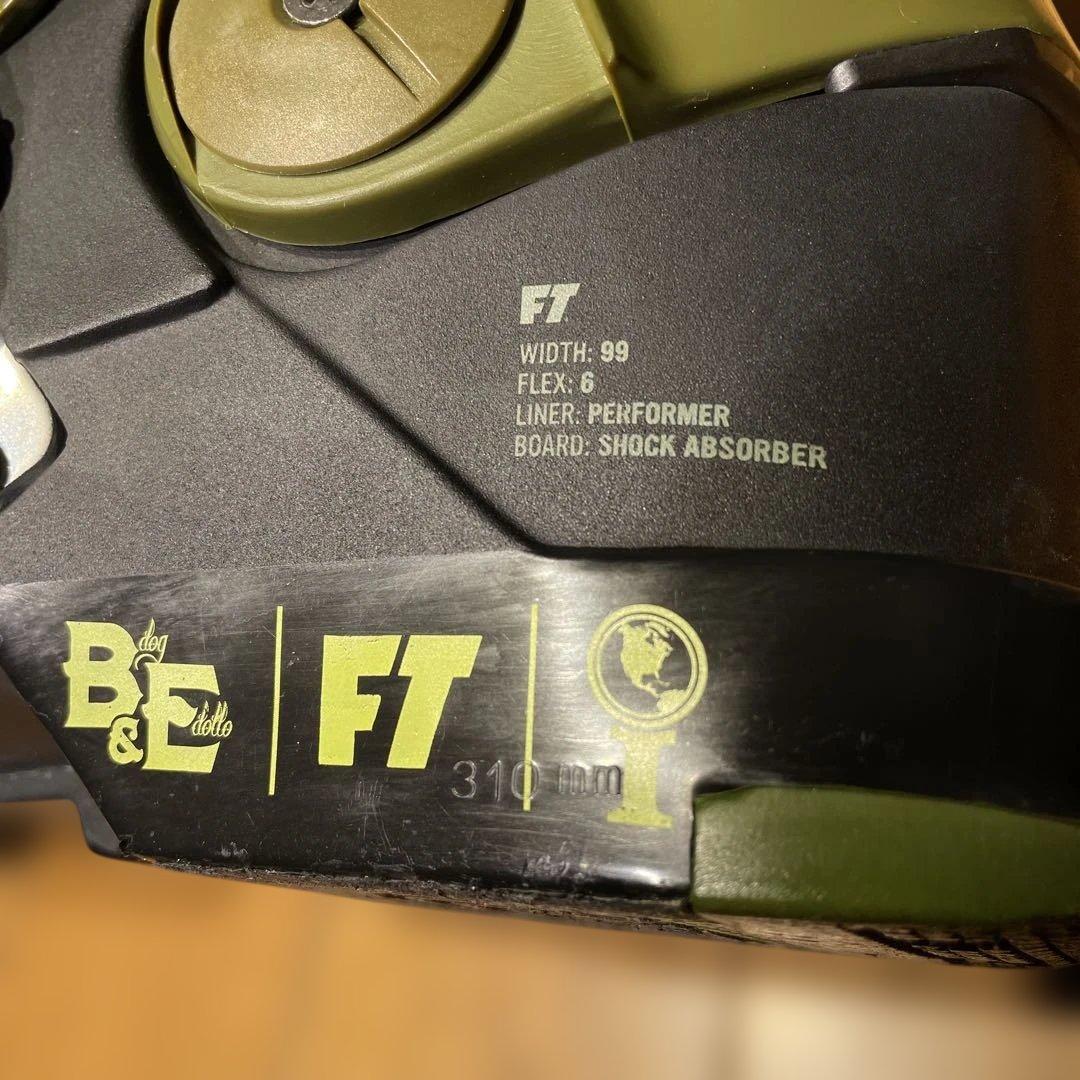 FT
WIDTH: 99
FLEX: 6
LINER: PERFORMER
BOARD: SHOCK ABSORBER
B dog
& E dollo
FT
310 mm
I